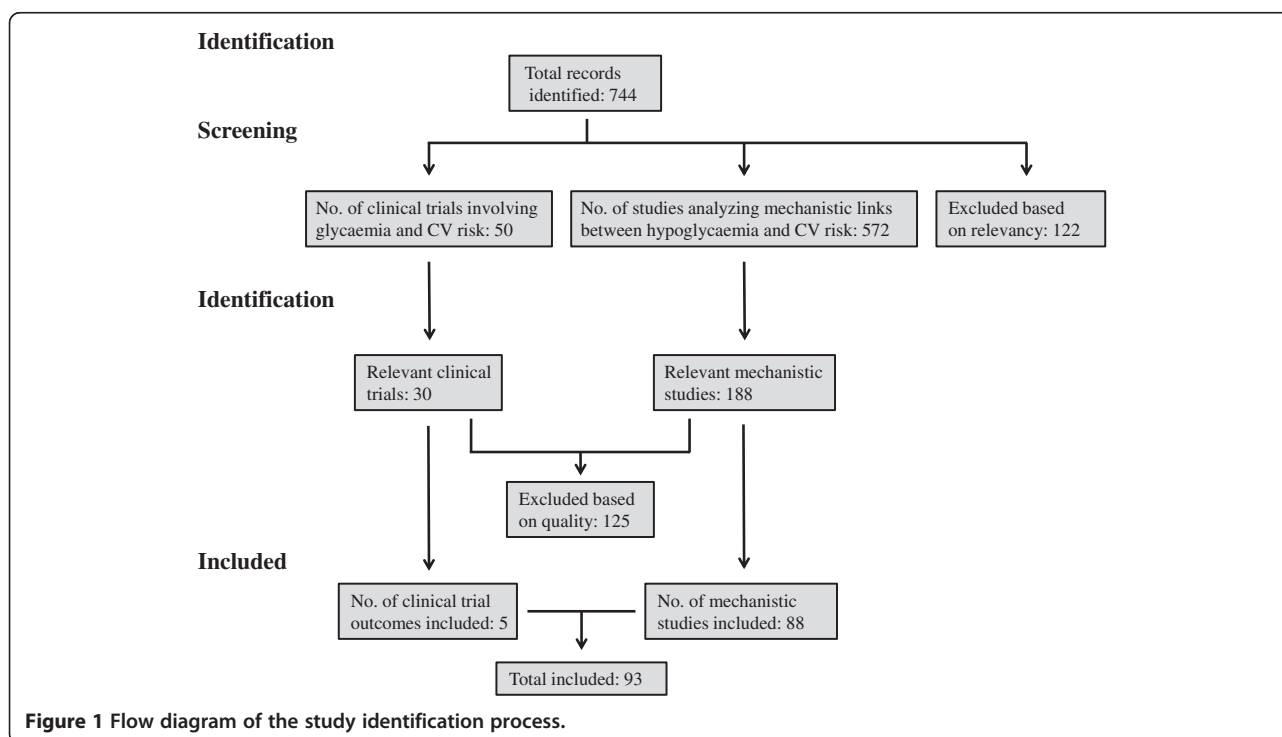 Identification
Total records
identified: 744
Screening
No. of clinical trials involving
glycaemia and CV risk: 50
No. of studies analyzing mechanistic links
between hypoglycaemia and CV risk: 572
Excluded based
on relevancy: 122
Identification
Relevant clinical
trials: 30
Relevant mechanistic
studies: 188
Excluded based
on quality: 125
Included
No. of clinical trial
outcomes included: 5
No. of mechanistic
studies included: 88
Total included: 93
Figure 1 Flow diagram of the study identification process.